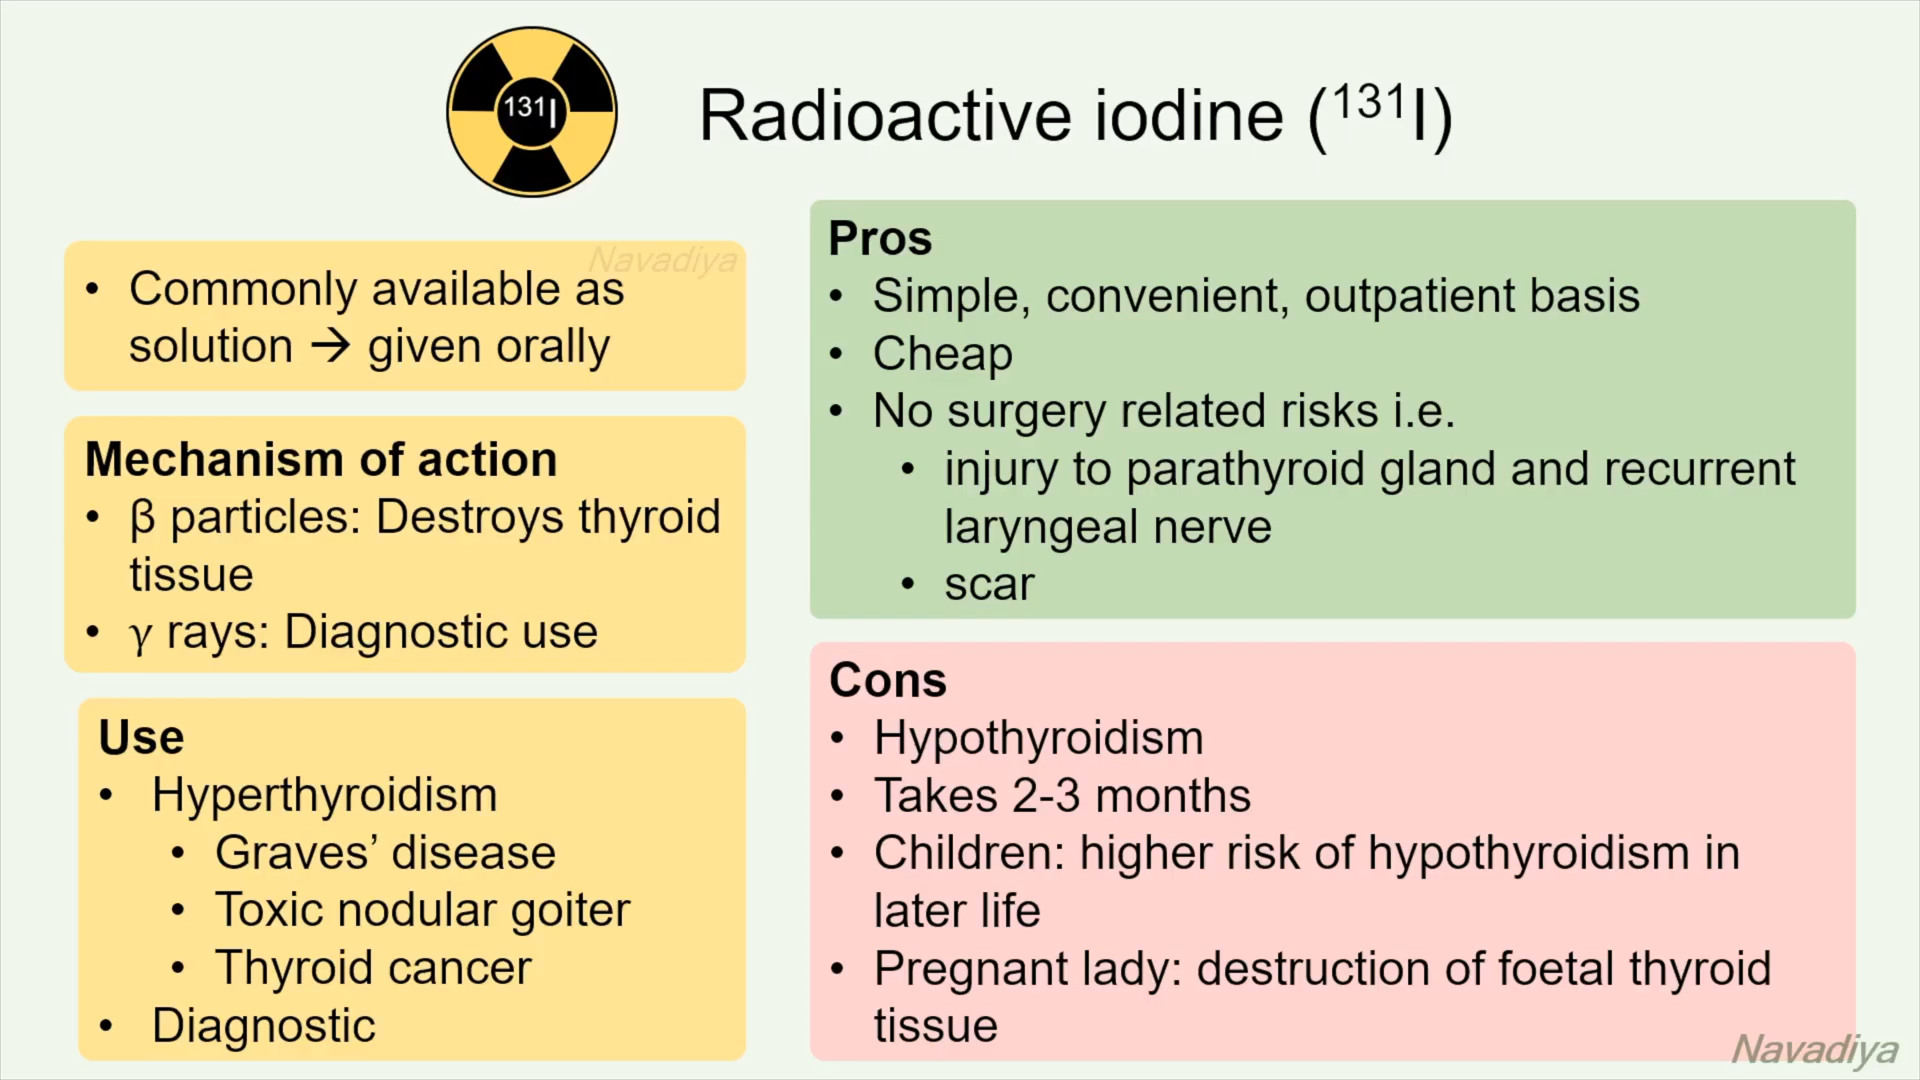 131I
Radioactive iodine (¹³¹I)
Navadiya
• Commonly available as
solution → given orally
Mechanism of action
• β particles: Destroys thyroid
tissue
• γ rays: Diagnostic use
Use
• Hyperthyroidism
• Graves’ disease
• Toxic nodular goiter
• Thyroid cancer
• Diagnostic
Pros
• Simple, convenient, outpatient basis
• Cheap
• No surgery related risks i.e.
• injury to parathyroid gland and recurrent
laryngeal nerve
• scar
Cons
• Hypothyroidism
• Takes 2-3 months
• Children: higher risk of hypothyroidism in
later life
• Pregnant lady: destruction of foetal thyroid
tissue
Navadiya